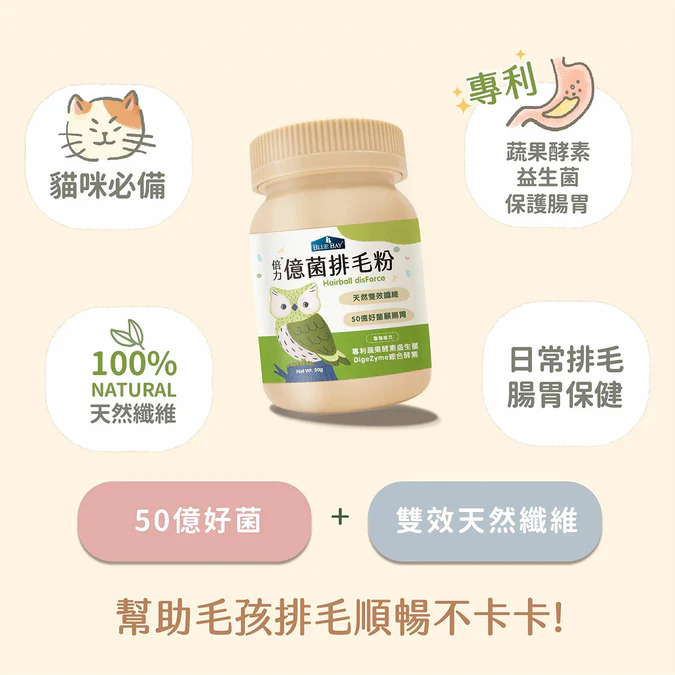 貓咪必備
專利
蔬果酵素
益生菌
保護腸胃
BLUE BAY
倍力
億菌排毛粉
Hairball disForce
天然雙效纖維
50億好菌顧腸胃
專利蔬果酵素益生菌
DigeZyme綜合酵素
Net Wt. 50g
100%
NATURAL
天然纖維
日常排毛
腸胃保健
50億好菌
+
雙效天然纖維
幫助毛孩排毛順暢不卡卡!